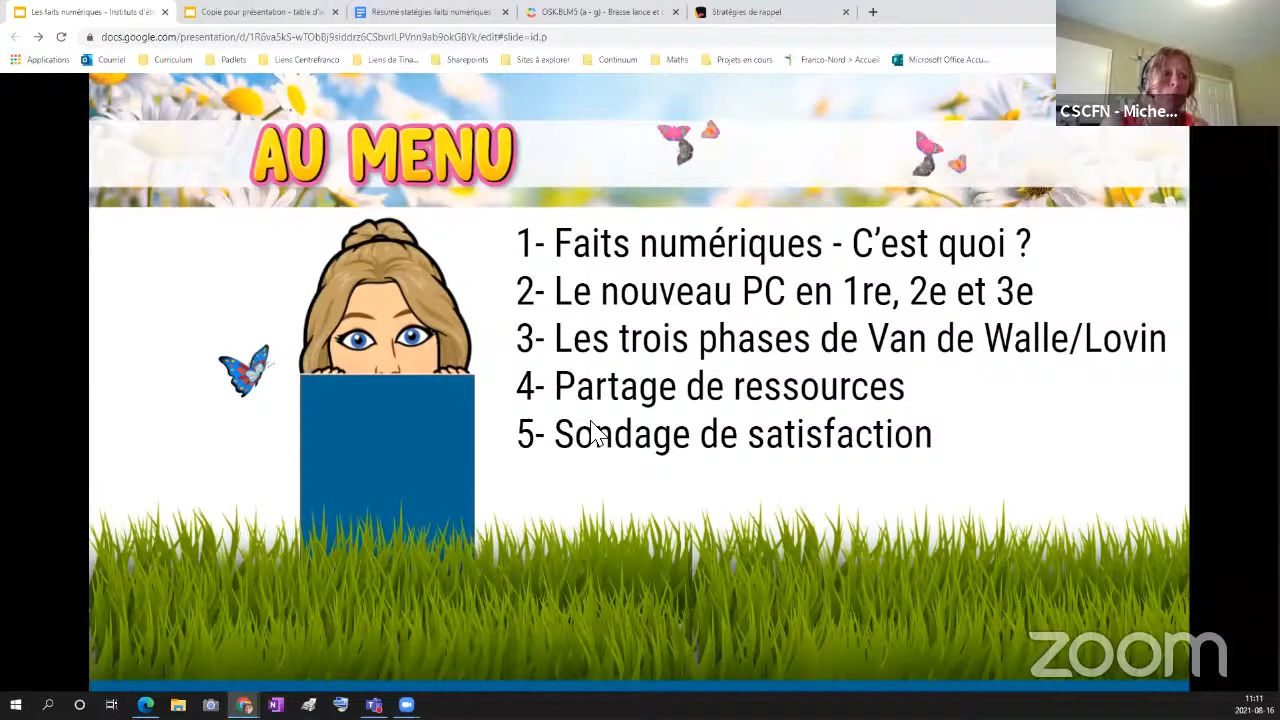 Les faits numériques - Instituts d'ét
Copie pour présentation - table d'a
Résumé statégies faits numériques
OSK.BLM5 (a - g) - Brasse lance et
Stratégies de rappel
docs.google.com/presentation/d/1R6va5kS-wTObBj9siddrz6CSbvrlLPVnn9ab9okGBYk/edit#slide=id.p
Applications Courriel Curriculum Padlets Liens Centrefranco Liens de Tina... Sharepoints Sites à explorer Continuum Maths Projets en cours Franco-Nord > Accueil Microsoft Office Accu...
CSCFN - Miche...
AU MENU
1- Faits numériques - C'est quoi ?
2- Le nouveau PC en 1re, 2e et 3e
3- Les trois phases de Van de Walle/Lovin
4- Partage de ressources
5- Sondage de satisfaction
zoom
11:11
2021-08-16